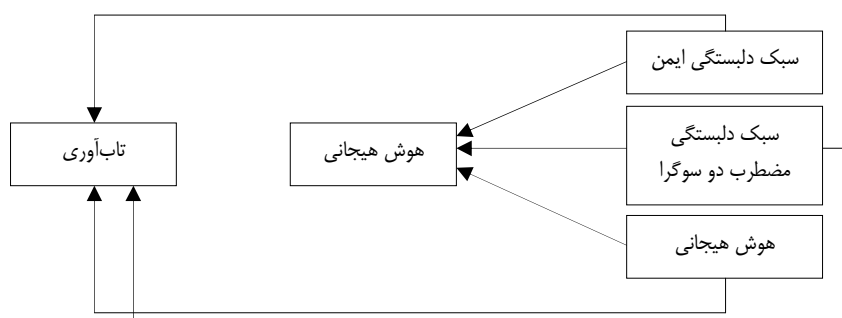 سبک دلبستگی ایمن
سبک دلبستگی
مضطرب دو سوگرا
هوش هیجانی
هوش هیجانی
تاب‌آوری